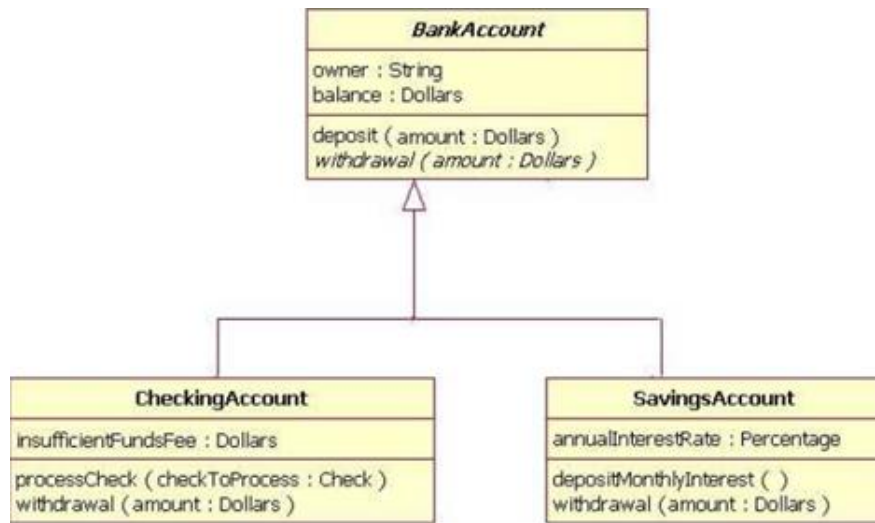 BankAccount
owner : String
balance : Dollars
deposit ( amount : Dollars )
withdrawal ( amount : Dollars )
CheckingAccount
insufficientFundsFee : Dollars
processCheck ( checkToProcess : Check )
withdrawal ( amount : Dollars )
SavingsAccount
annualInterestRate : Percentage
depositMonthlyInterest ( )
withdrawal ( amount : Dollars )